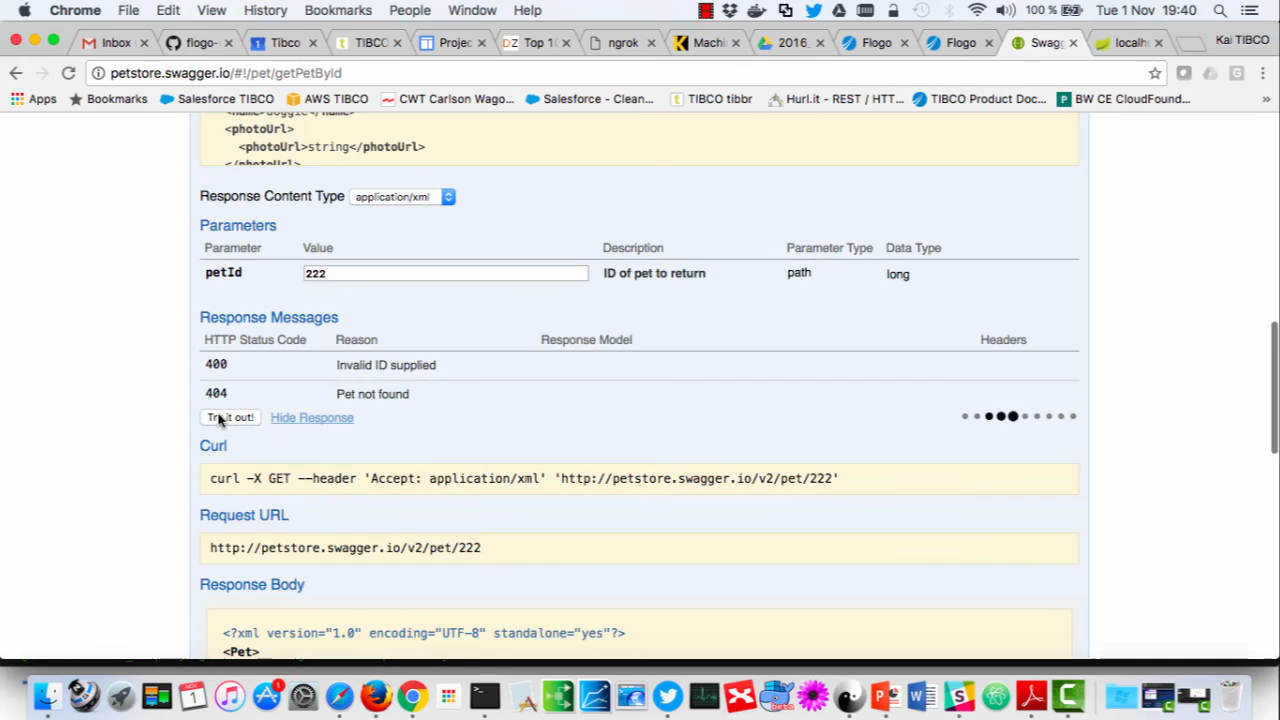 Chrome File Edit View History Bookmarks People Window Help 100 % Tue 1 Nov 19:40
Inbox flogo- Tibco TIBCO Projec Top 1 ngrok Machi 2016_ Flogo Flogo Swag localh Kai TIBCO
petstore.swagger.io/#!/pet/getPetById
Apps Bookmarks Salesforce TIBCO AWS TIBCO CWT Carlson Wago... Salesforce - Clean... TIBCO tibbr Hurl.it - REST / HTT... TIBCO Product Doc... BW CE CloudFound... »
<name>doggie</name>
<photoUrl>
<photoUrl>string</photoUrl>
</photoUrl>
Response Content Type application/xml
Parameters
Parameter Value Description Parameter Type Data Type
petId 222 ID of pet to return path long
Response Messages
HTTP Status Code Reason Response Model Headers
400 Invalid ID supplied
404 Pet not found
Try it out! Hide Response
Curl
curl -X GET --header 'Accept: application/xml' 'http://petstore.swagger.io/v2/pet/222'
Request URL
http://petstore.swagger.io/v2/pet/222
Response Body
<?xml version="1.0" encoding="UTF-8" standalone="yes"?>
<Pet>